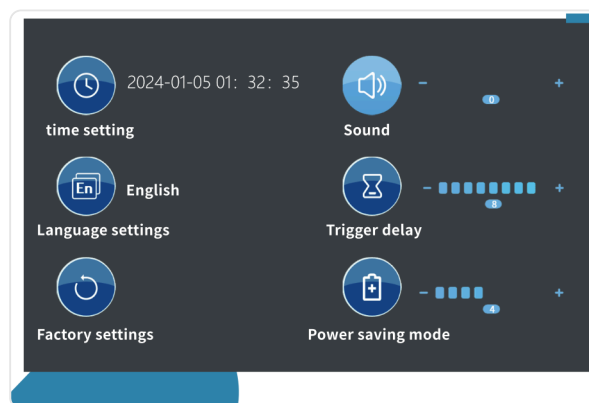 2024-01-05 01: 32: 35
- 0 +
time setting
Sound
En English
- 8 +
Language settings
Trigger delay
- 4 +
Factory settings
Power saving mode